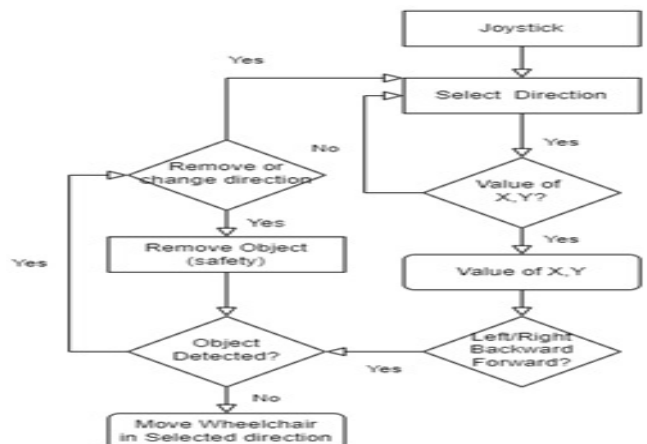 Joystick
Yes
Select Direction
No
Yes
Remove or
change direction
Value of
X,Y?
Yes
Remove Object
(safety)
Yes
Yes
Value of X,Y
Object
Detected?
Left/Right
Backward
Forward?
Yes
No
Move Wheelchair
in Selected direction